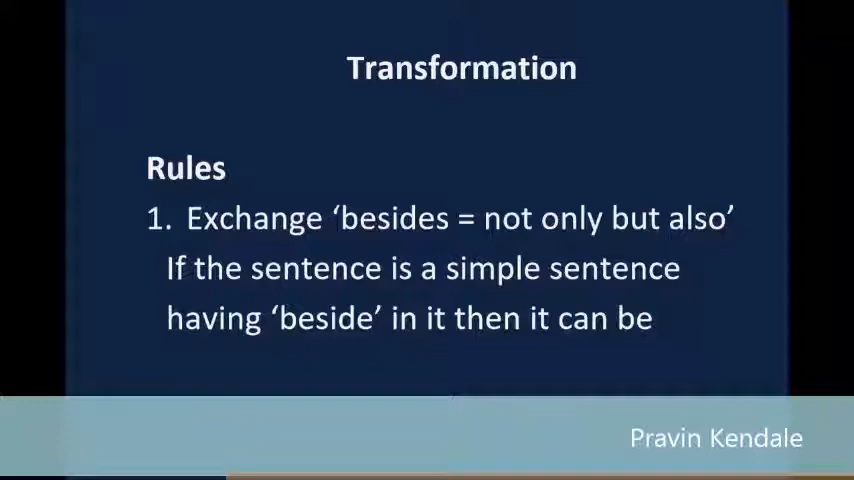 Transformation
Rules
1. Exchange ‘besides = not only but also’
If the sentence is a simple sentence
having ‘beside’ in it then it can be
Pravin Kendale